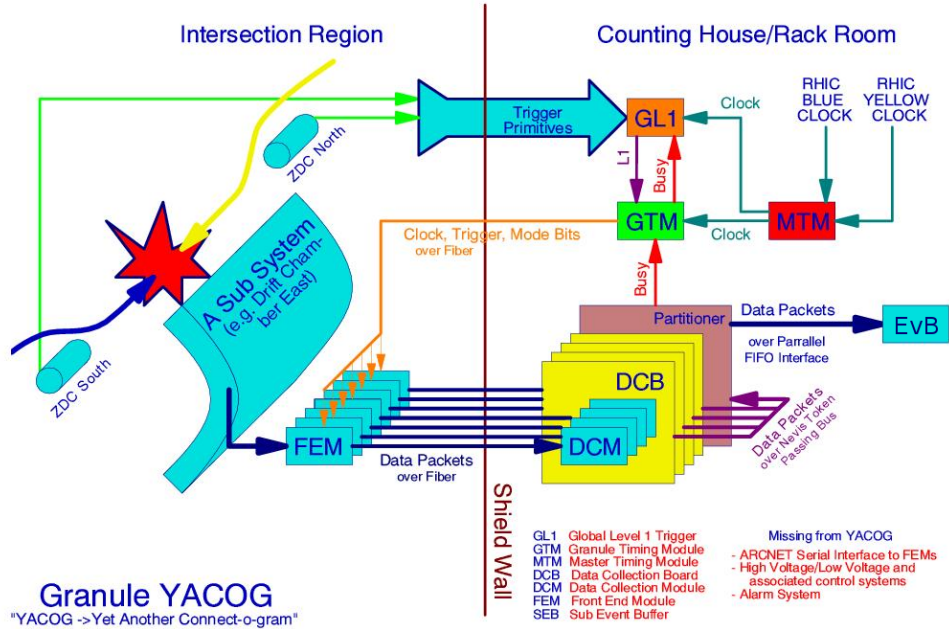 Intersection Region
Counting House/Rack Room
RHIC
BLUE
CLOCK
RHIC
YELLOW
CLOCK
Trigger
Primitives
GL1
Clock
ZDC North
L1
Busy
GTM
Clock
MTM
Clock, Trigger, Mode Bits
over Fiber
A Sub System
(e.g. Drift Cham-
ber East)
Busy
Partitioner
Data Packets
over Parrallel
FIFO Interface
EvB
ZDC South
DCB
FEM
DCM
Data Packets
over Fiber
Data Packets
over Nevis Token
Passing Bus
Shield Wall
GL1 Global Level 1 Trigger
GTM Granule Timing Module
MTM Master Timing Module
DCB Data Collection Board
DCM Data Collection Module
FEM Front End Module
SEB Sub Event Buffer
Missing from YACOG
- ARCNET Serial Interface to FEMs
- High Voltage/Low Voltage and
associated control systems
- Alarm System
Granule YACOG
"YACOG ->Yet Another Connect-o-gram"